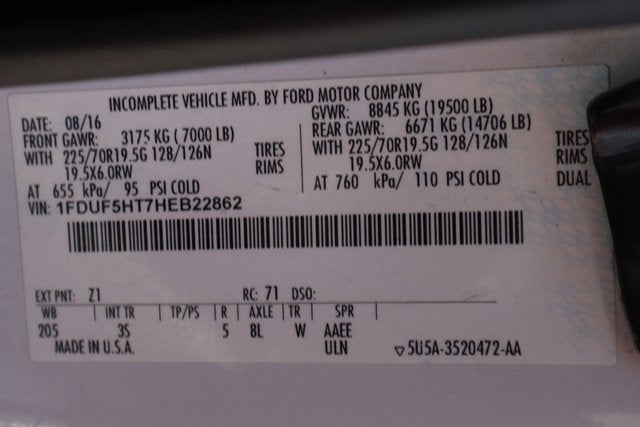 INCOMPLETE VEHICLE MFD. BY FORD MOTOR COMPANY
DATE: 08/16 GVWR: 8845 KG (19500 LB)
FRONT GAWR: 3175 KG ( 7000 LB) REAR GAWR: 6671 KG (14706 LB)
WITH 225/70R19.5G 128/126N TIRES WITH 225/70R19.5G 128/126N TIRES
19.5X6.0RW RIMS 19.5X6.0RW RIMS
AT 655 kPa/ 95 PSI COLD AT 760 kPa/ 110 PSI COLD DUAL
VIN: 1FDUF5HT7HEB22862
EXT PNT: Z1 RC: 71 DSO:
WB INT TR TP/PS R AXLE TR SPR
205 3S 5 8L W AAEE
MADE IN U.S.A. ULN ▽5U5A-3520472-AA